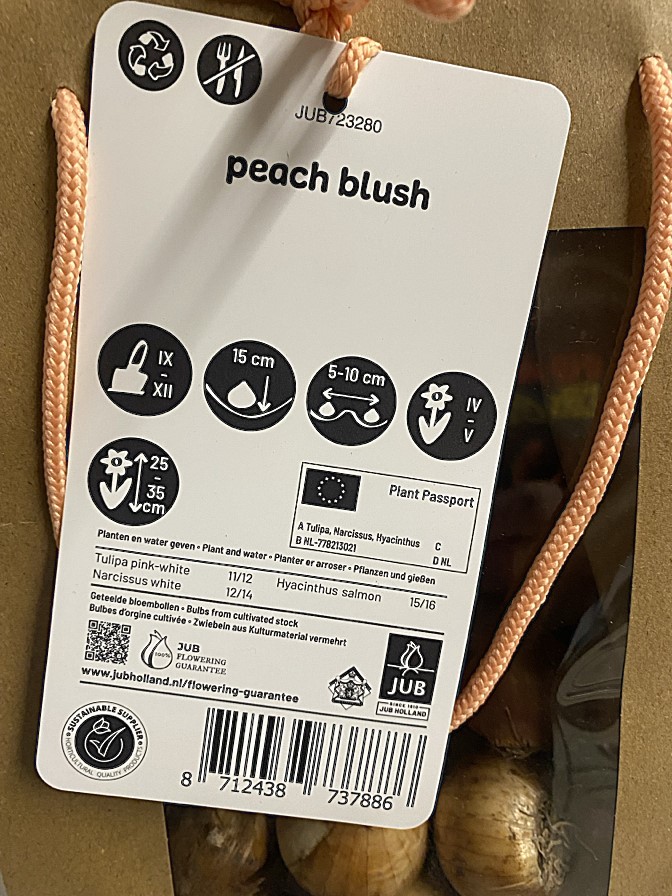 JUB723280
peach blush
IX
-
XII
15 cm
5-10 cm
IV
-
V
25
-
35
cm
Plant Passport
A Tulipa, Narcissus, Hyacinthus C
B NL-778213021 D NL
Planten en water geven • Plant and water • Planter er arroser • Pflanzen und gießen
Tulipa pink-white 11/12 Hyacinthus salmon 15/16
Narcissus white 12/14
Geteelde bloembollen • Bulbs from cultivated stock
Bulbes d'orgine cultivée • Zwiebeln aus Kulturmaterial vermehrt
100%
JUB
FLOWERING
GUARANTEE
www.jubholland.nl/flowering-guarantee
JUB
SINCE 1910
JUB HOLLAND
SUSTAINABLE SUPPLIER
HORTICULTURAL QUALITY PRODUCTS
8 712438 737886